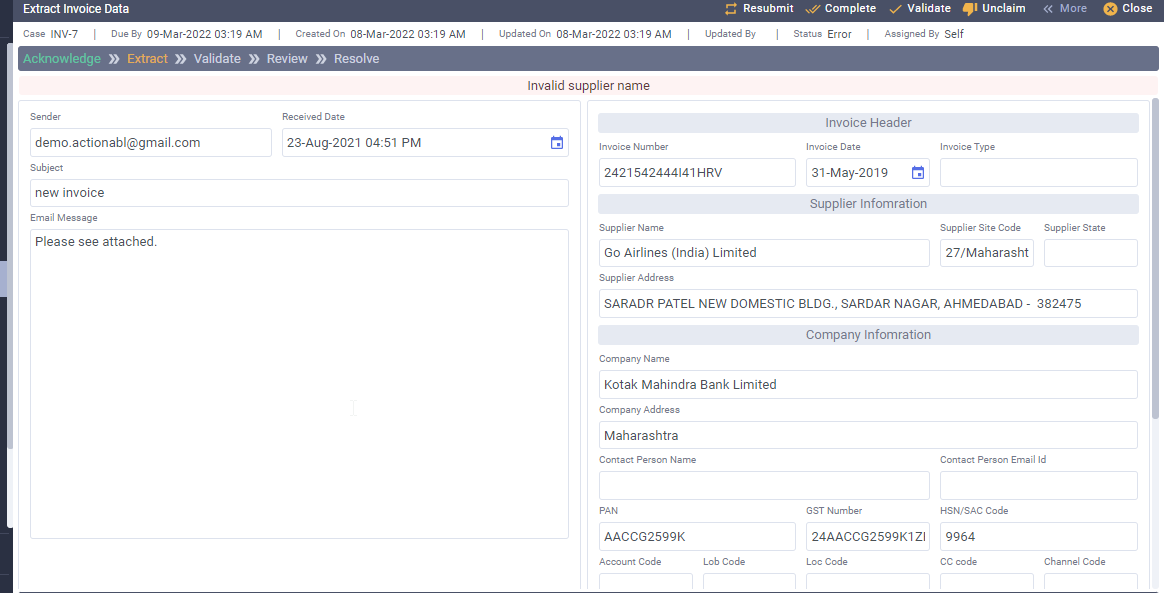 Extract Invoice Data
Resubmit Complete Validate Unclaim More Close
Case INV-7 | Due By 09-Mar-2022 03:19 AM | Created On 08-Mar-2022 03:19 AM | Updated On 08-Mar-2022 03:19 AM | Updated By | Status Error | Assigned By Self
Acknowledge Extract Validate Review Resolve
Invalid supplier name
Sender Received Date
demo.actionabl@gmail.com 23-Aug-2021 04:51 PM
Subject
new invoice
Email Message
Please see attached.
Invoice Header
Invoice Number Invoice Date Invoice Type
2421542444I41HRV 31-May-2019
Supplier Infomration
Supplier Name Supplier Site Code Supplier State
Go Airlines (India) Limited 27/Maharasht
Supplier Address
SARADR PATEL NEW DOMESTIC BLDG., SARDAR NAGAR, AHMEDABAD - 382475
Company Infomration
Company Name
Kotak Mahindra Bank Limited
Company Address
Maharashtra
Contact Person Name Contact Person Email Id
PAN GST Number HSN/SAC Code
AACCG2599K 24AACCG2599K1ZI 9964
Account Code Lob Code Loc Code CC code Channel Code